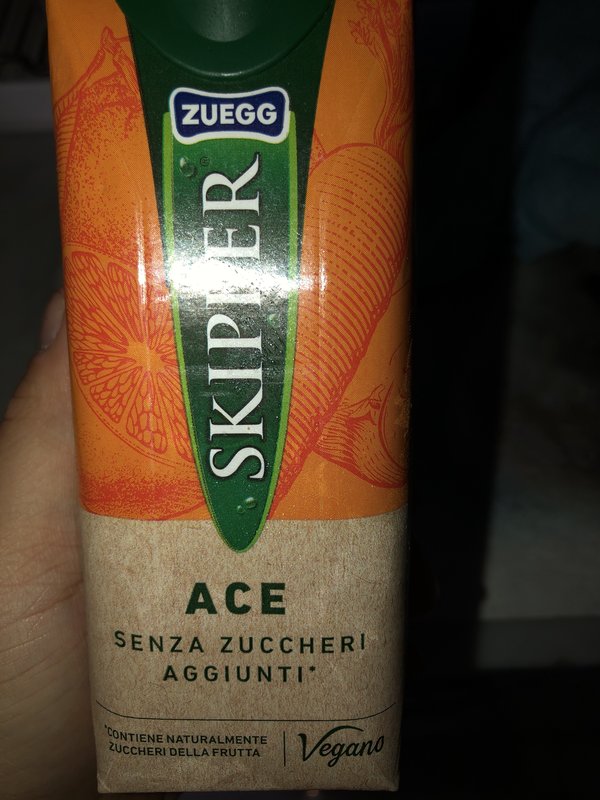 ZUEGG
SKIPPER
ACE
SENZA ZUCCHERI
AGGIUNTI*
*CONTIENE NATURALMENTE
ZUCCHERI DELLA FRUTTA
Vegano